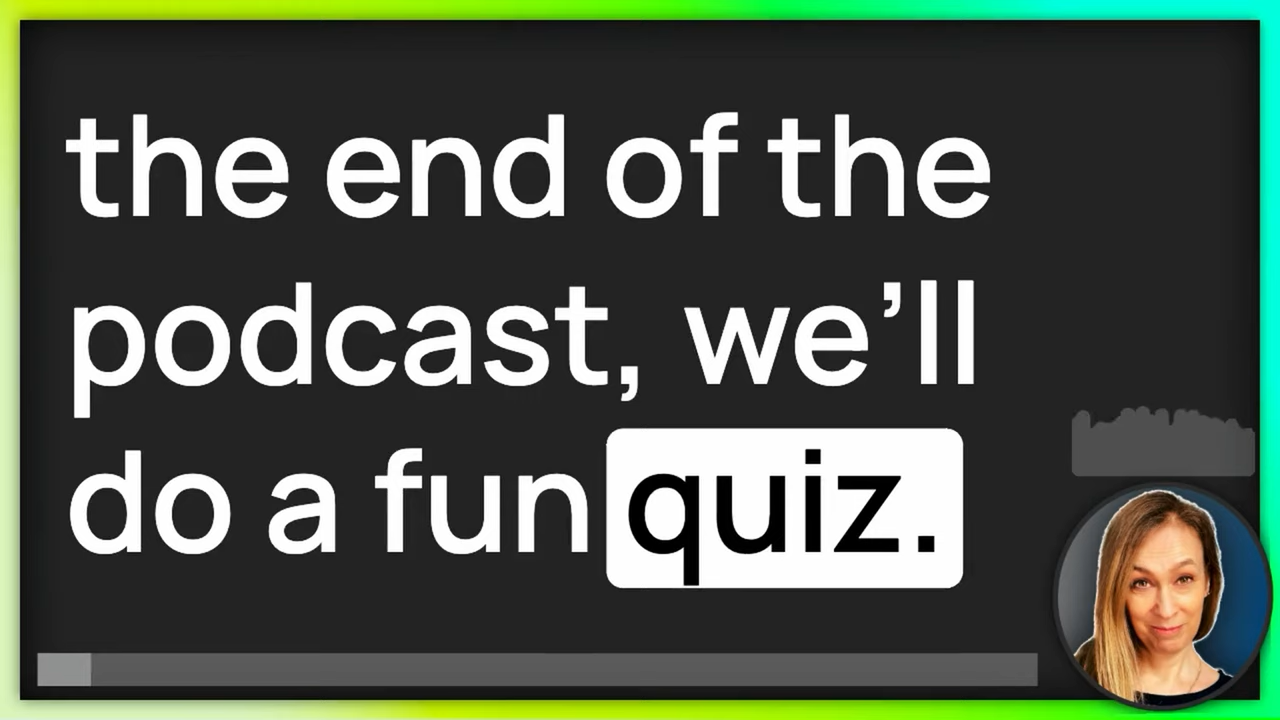 the end of the
podcast, we’ll
do a fun quiz.